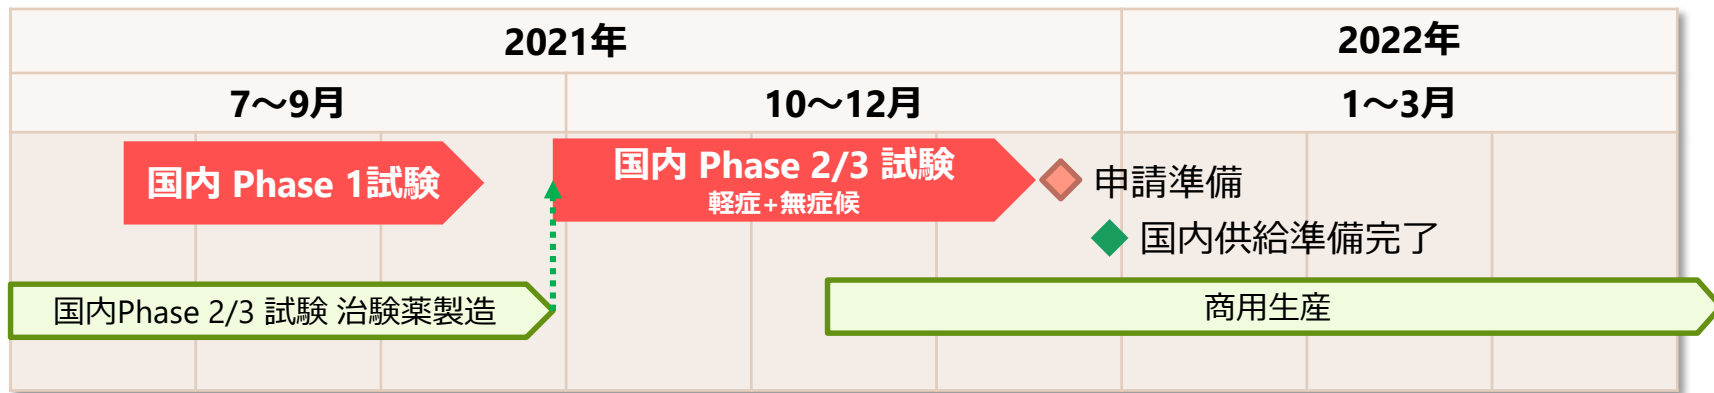 2021年
2022年
7～9月
10～12月
1～3月
国内 Phase 1試験
国内 Phase 2/3 試験
軽症+無症候
申請準備
国内供給準備完了
国内Phase 2/3 試験 治験薬製造
商用生産